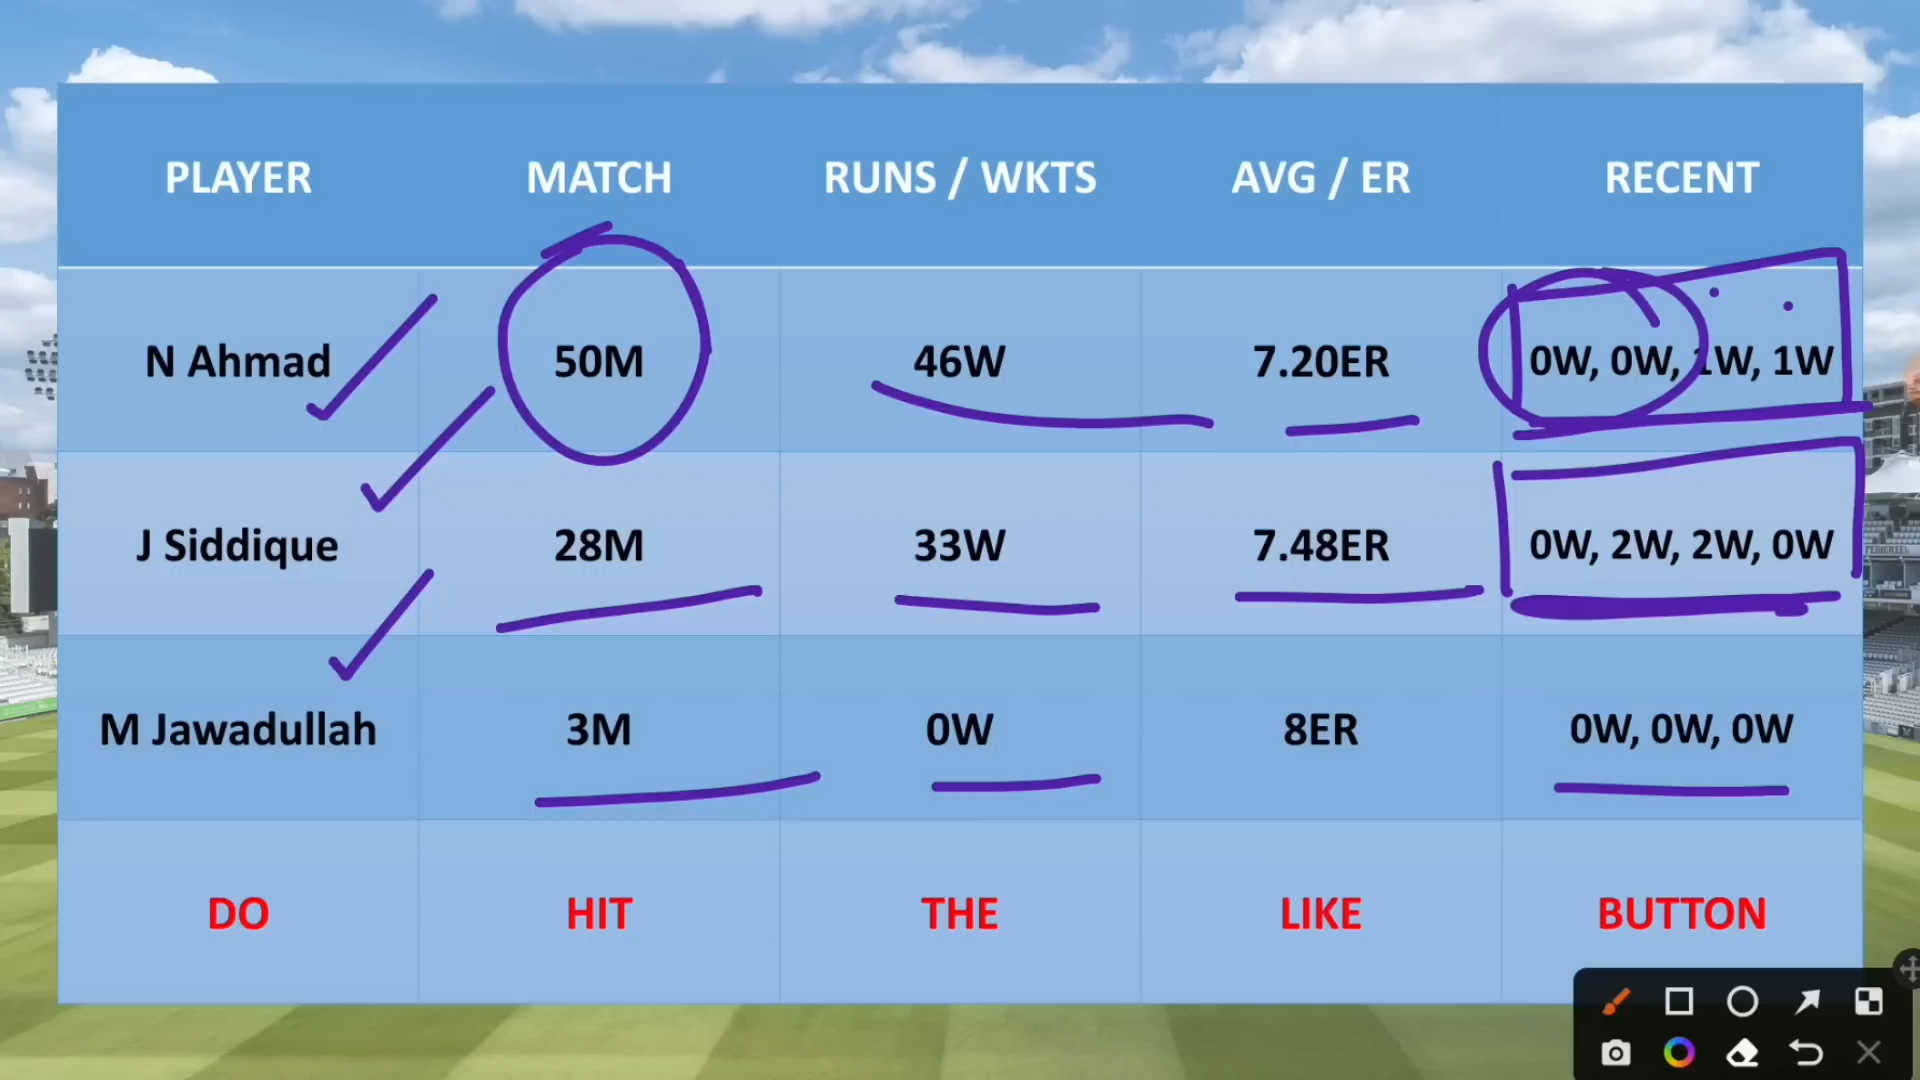 PLAYER MATCH RUNS / WKTS AVG / ER RECENT
N Ahmad 50M 46W 7.20ER 0W, 0W, 1W, 1W
J Siddique 28M 33W 7.48ER 0W, 2W, 2W, 0W
M Jawadullah 3M 0W 8ER 0W, 0W, 0W
DO HIT THE LIKE BUTTON